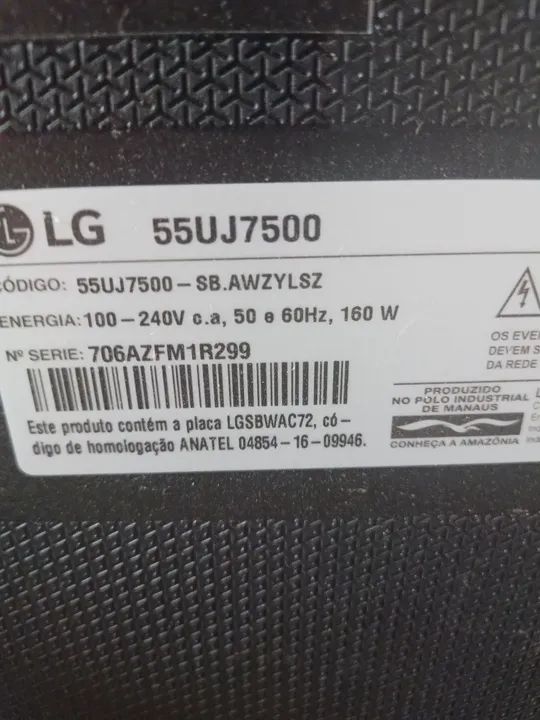 LG 55UJ7500
CÓDIGO: 55UJ7500-SB.AWZYLSZ
ENERGIA: 100-240V c.a, 50 e 60Hz, 160 W
Nº SERIE: 706AZFM1R299
Este produto contém a placa LGSBWAC72, có-
digo de homologação ANATEL 04854-16-09946.
OS EVE
DEVEM S
DA REDE
PRODUZIDO
NO POLO INDUSTRIAL
DE MANAUS
CONHEÇA A AMAZÔNIA